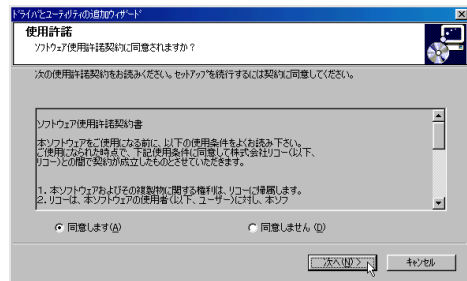 ドライバとユーティリティの追加ウィザード
使用許諾
ソフトウェア使用許諾契約に同意されますか？
次の使用許諾契約をお読みください。セットアップを続行するには契約に同意してください。
ソフトウェア使用許諾契約書
本ソフトウェアをご使用になる前に、以下の使用条件をよくお読み下さい。
ご使用になられた時点で、下記使用条件に同意して株式会社リコー（以下、
リコー）との間で契約が成立したものとさせていただきます。
1. 本ソフトウェアおよびその複製物に関する権利は、リコーに帰属します。
2. リコーは、本ソフトウェアの使用者（以下、ユーザー）に対し、本ソフ
同意します(A)
同意しません (D)
次へ(N) >
キャンセル